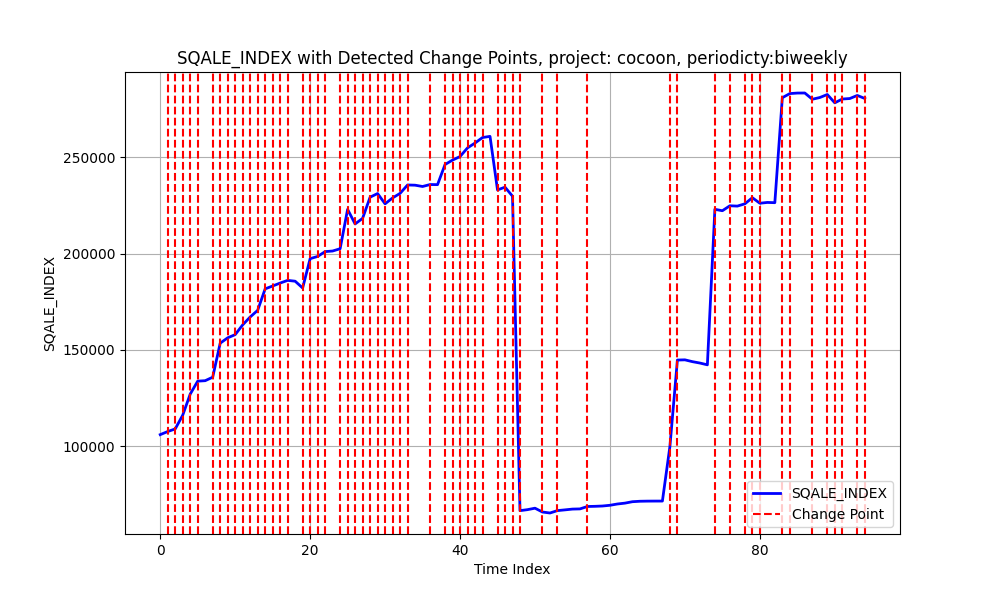 SQALE_INDEX with Detected Change Points, project: cocoon, periodicty:biweekly
SQALE_INDEX
250000
200000
150000
100000
0
20
40
60
80
Time Index
SQALE_INDEX
Change Point